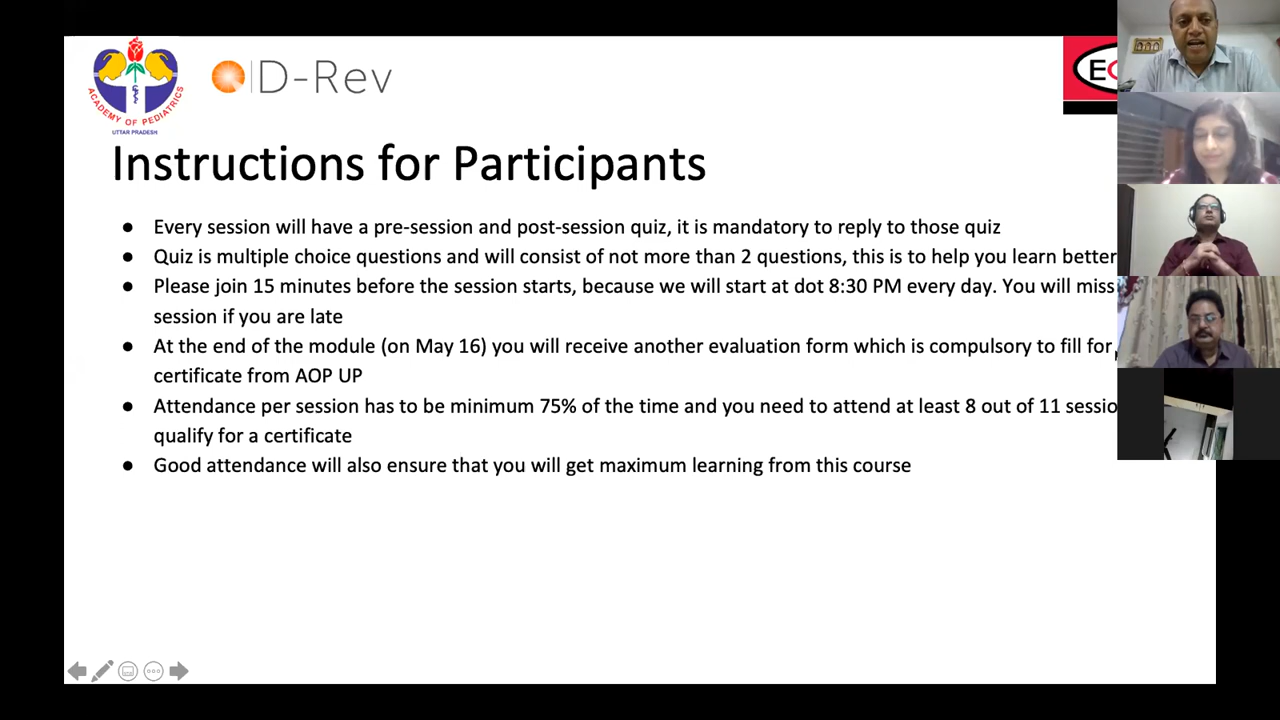 ACADEMY OF PEDIATRICS
UTTAR PRADESH
D-Rev
Instructions for Participants
● Every session will have a pre-session and post-session quiz, it is mandatory to reply to those quiz
● Quiz is multiple choice questions and will consist of not more than 2 questions, this is to help you learn better
● Please join 15 minutes before the session starts, because we will start at dot 8:30 PM every day. You will miss
session if you are late
● At the end of the module (on May 16) you will receive another evaluation form which is compulsory to fill for
certificate from AOP UP
● Attendance per session has to be minimum 75% of the time and you need to attend at least 8 out of 11
qualify for a certificate
● Good attendance will also ensure that you will get maximum learning from this course